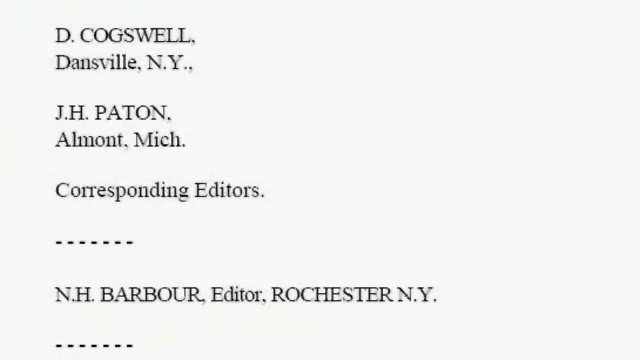 D. COGSWELL,
Dansville, N.Y.,
J.H. PATON,
Almont, Mich.
Corresponding Editors.
- - - - - - -
N.H. BARBOUR, Editor, ROCHESTER N.Y.
- - - - - - -